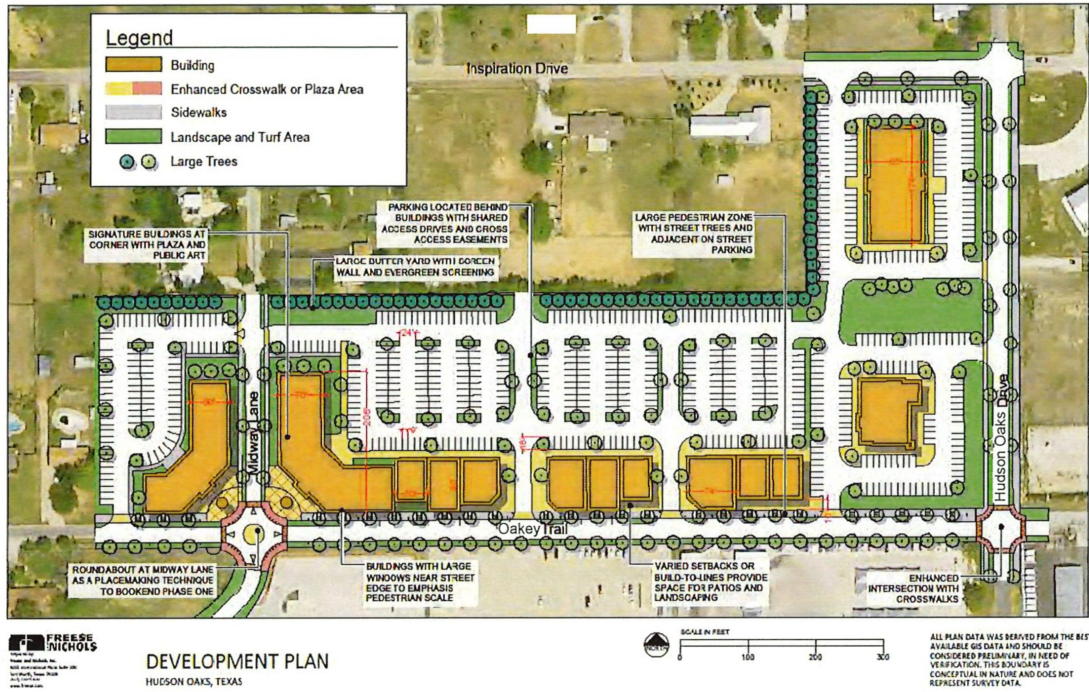 Legend
Building
Enhanced Crosswalk or Plaza Area
Sidewalks
Landscape and Turf Area
Large Trees
Inspiration Drive
SIGNATURE BUILDINGS AT
CORNER WITH PLAZA AND
PUBLIC ART
PARKING LOCATED BEHIND
BUILDINGS WITH SHARED
ACCESS DRIVES AND CROSS
ACCESS EASEMENTS
LARGE BUFFER YARD WITH SCREEN
WALL AND EVERGREEN SCREENING
LARGE PEDESTRIAN ZONE
WITH STREET TREES AND
ADJACENT ON STREET
PARKING
24'
206'
Midway Lane
Hudson Oaks Drive
Oakey Trail
ROUNDABOUT AT MIDWAY LANE
AS A PLACEMAKING TECHNIQUE
TO BOOKEND PHASE ONE
BUILDINGS WITH LARGE
WINDOWS NEAR STREET
EDGE TO EMPHASIS
PEDESTRIAN SCALE
VARIED SETBACKS OR
BUILD-TO-LINES PROVIDE
SPACE FOR PATIOS AND
LANDSCAPING
ENHANCED
INTERSECTION WITH
CROSSWALKS
FREESE
NICHOLS
DEVELOPMENT PLAN
HUDSON OAKS, TEXAS
NORTH
SCALE IN FEET
0 100 200 300
ALL PLAN DATA WAS DERIVED FROM THE BEST
AVAILABLE GIS DATA AND SHOULD BE
CONSIDERED PRELIMINARY, IN NEED OF
VERIFICATION. THIS BOUNDARY IS
CONCEPTUAL IN NATURE AND DOES NOT
REPRESENT SURVEY DATA.